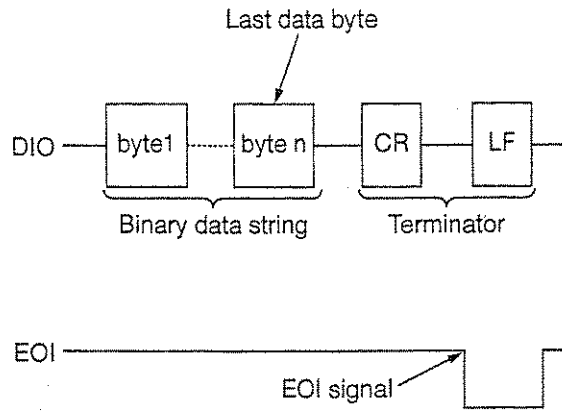 Last data byte
DIO byte1 byte n CR LF
Binary data string Terminator
EOI
EOI signal